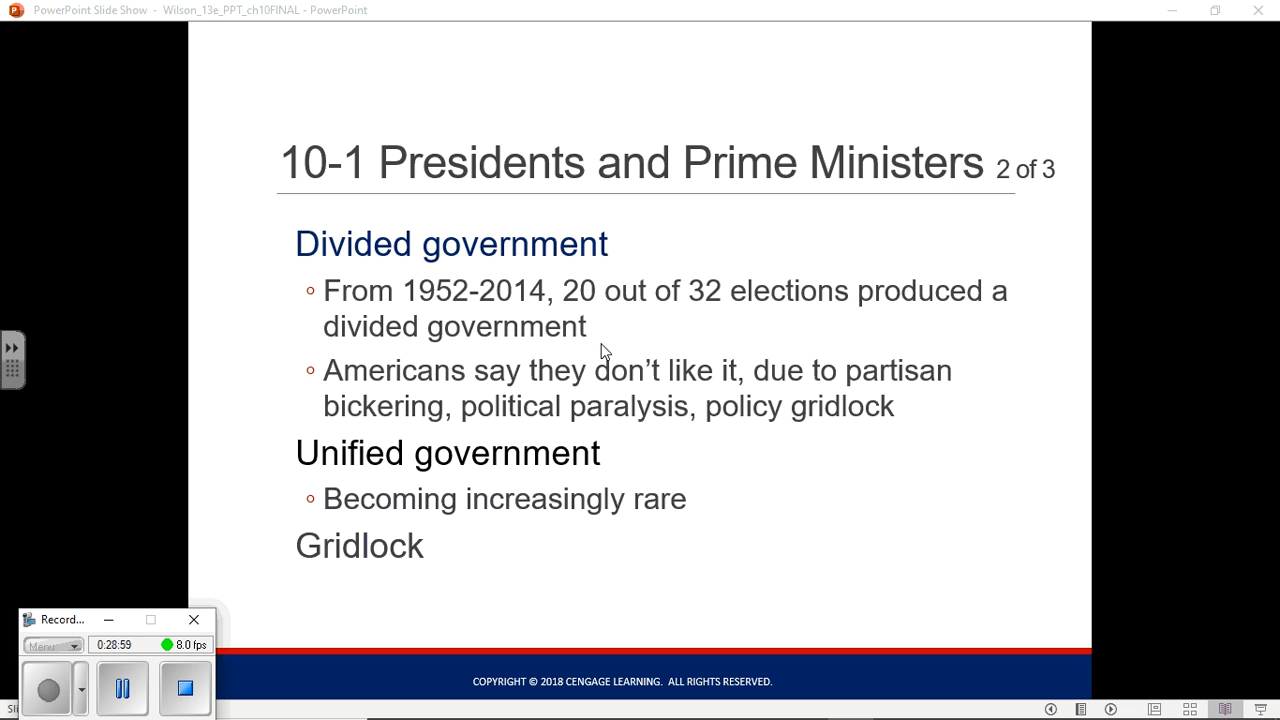 PowerPoint Slide Show - Wilson_13e_PPT_ch10FINAL - PowerPoint
10-1 Presidents and Prime Ministers 2 of 3
Divided government
◦ From 1952-2014, 20 out of 32 elections produced a
divided government
◦ Americans say they don’t like it, due to partisan
bickering, political paralysis, policy gridlock
Unified government
◦ Becoming increasingly rare
Gridlock
Record...
Menu 0:28:59 8.0 fps
COPYRIGHT © 2018 CENGAGE LEARNING. ALL RIGHTS RESERVED.